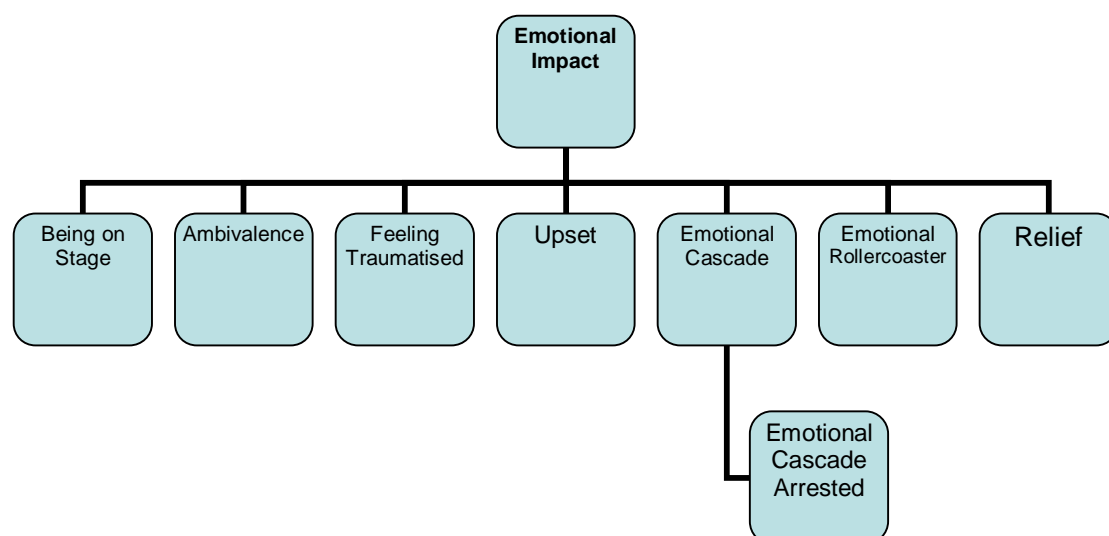 Emotional
Impact
Being on
Stage
Ambivalence
Feeling
Traumatised
Upset
Emotional
Cascade
Emotional
Rollercoaster
Relief
Emotional
Cascade
Arrested